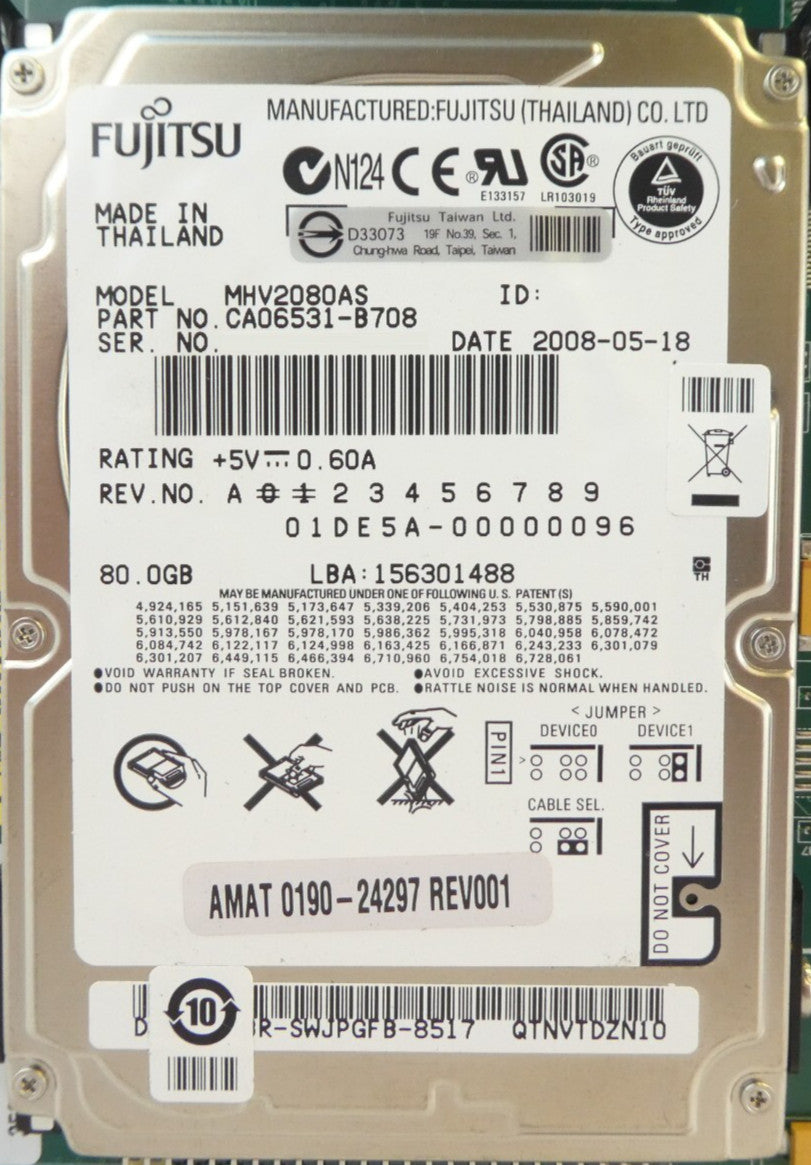 FUJITSU
MANUFACTURED:FUJITSU (THAILAND) CO. LTD
N124 CE ® ®
E133157 LR103019
Bauart geprüft
TÜV
Rheinland
Product Safety
Type approved
MADE IN
THAILAND
Fujitsu Taiwan Ltd.
D33073 19F No.39, Sec. 1,
Chung-hwa Road, Taipei, Taiwan
MODEL MHV2080AS ID:
PART NO. CA06531-B708
SER. NO. DATE 2008-05-18
RATING +5V 0.60A
REV.NO. A 0 1 2 3 4 5 6 7 8 9
01DE5A-00000096
80.0GB LBA:156301488
TH
MAY BE MANUFACTURED UNDER ONE OF FOLLOWING U. S. PATENT(S)
4,924,165 5,151,639 5,173,647 5,339,206 5,404,253 5,530,875 5,590,001
5,610,929 5,612,840 5,621,593 5,638,225 5,731,973 5,798,885 5,859,742
5,913,550 5,978,167 5,978,170 5,986,362 5,995,318 6,040,958 6,078,472
6,084,742 6,122,117 6,124,998 6,163,425 6,166,871 6,243,233 6,301,079
6,301,207 6,449,115 6,466,394 6,710,960 6,754,018 6,728,061
●VOID WARRANTY IF SEAL BROKEN. ●AVOID EXCESSIVE SHOCK.
●DO NOT PUSH ON THE TOP COVER AND PCB. ●RATTLE NOISE IS NORMAL WHEN HANDLED.
< JUMPER >
DEVICE0 DEVICE1
PIN1
CABLE SEL.
DO NOT COVER
AMAT 0190-24297 REV001
10
R-SWJPGFB-8517 QTNVTDZN10